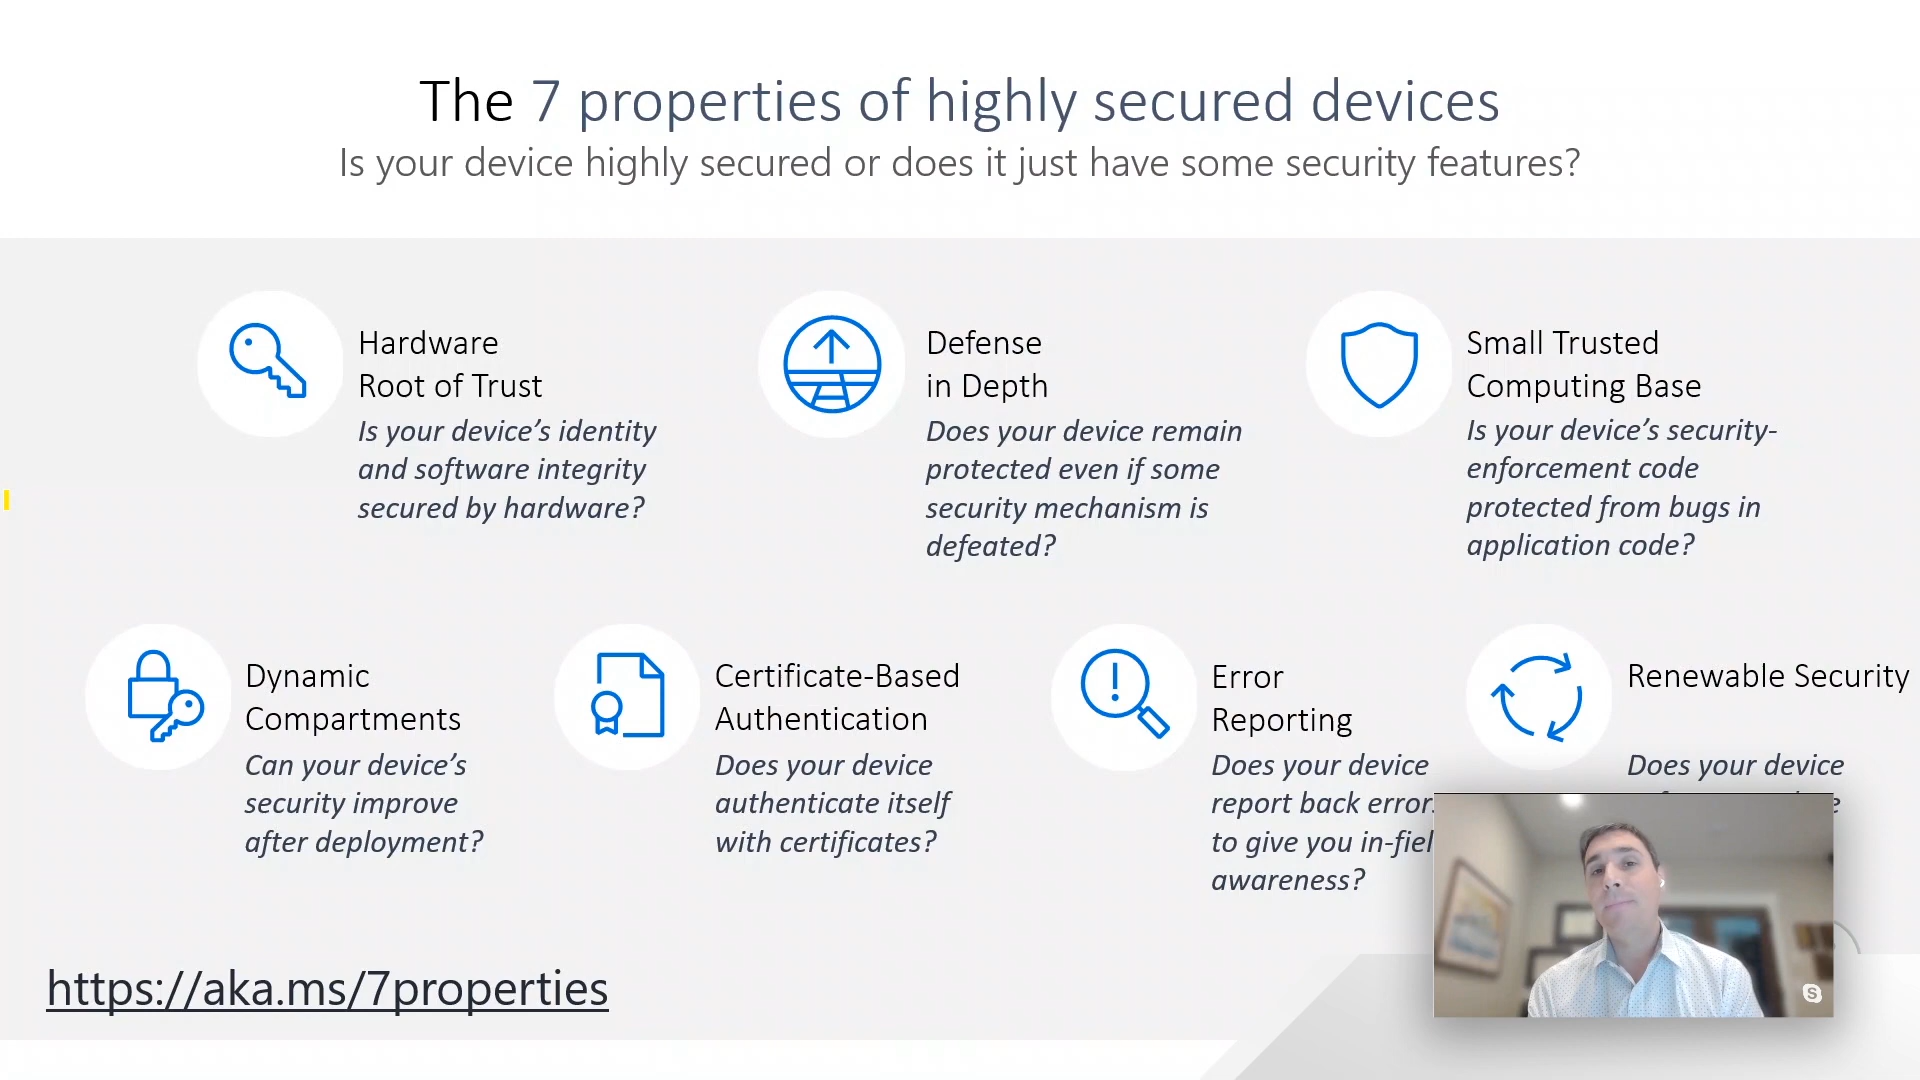 The 7 properties of highly secured devices
Is your device highly secured or does it just have some security features?
Hardware
Root of Trust
Is your device’s identity
and software integrity
secured by hardware?
Defense
in Depth
Does your device remain
protected even if some
security mechanism is
defeated?
Small Trusted
Computing Base
Is your device’s security-
enforcement code
protected from bugs in
application code?
Dynamic
Compartments
Can your device’s
security improve
after deployment?
Certificate-Based
Authentication
Does your device
authenticate itself
with certificates?
Error
Reporting
Does your device
report back
to give you
awareness?
Renewable Security
Does your device
https://aka.ms/7properties